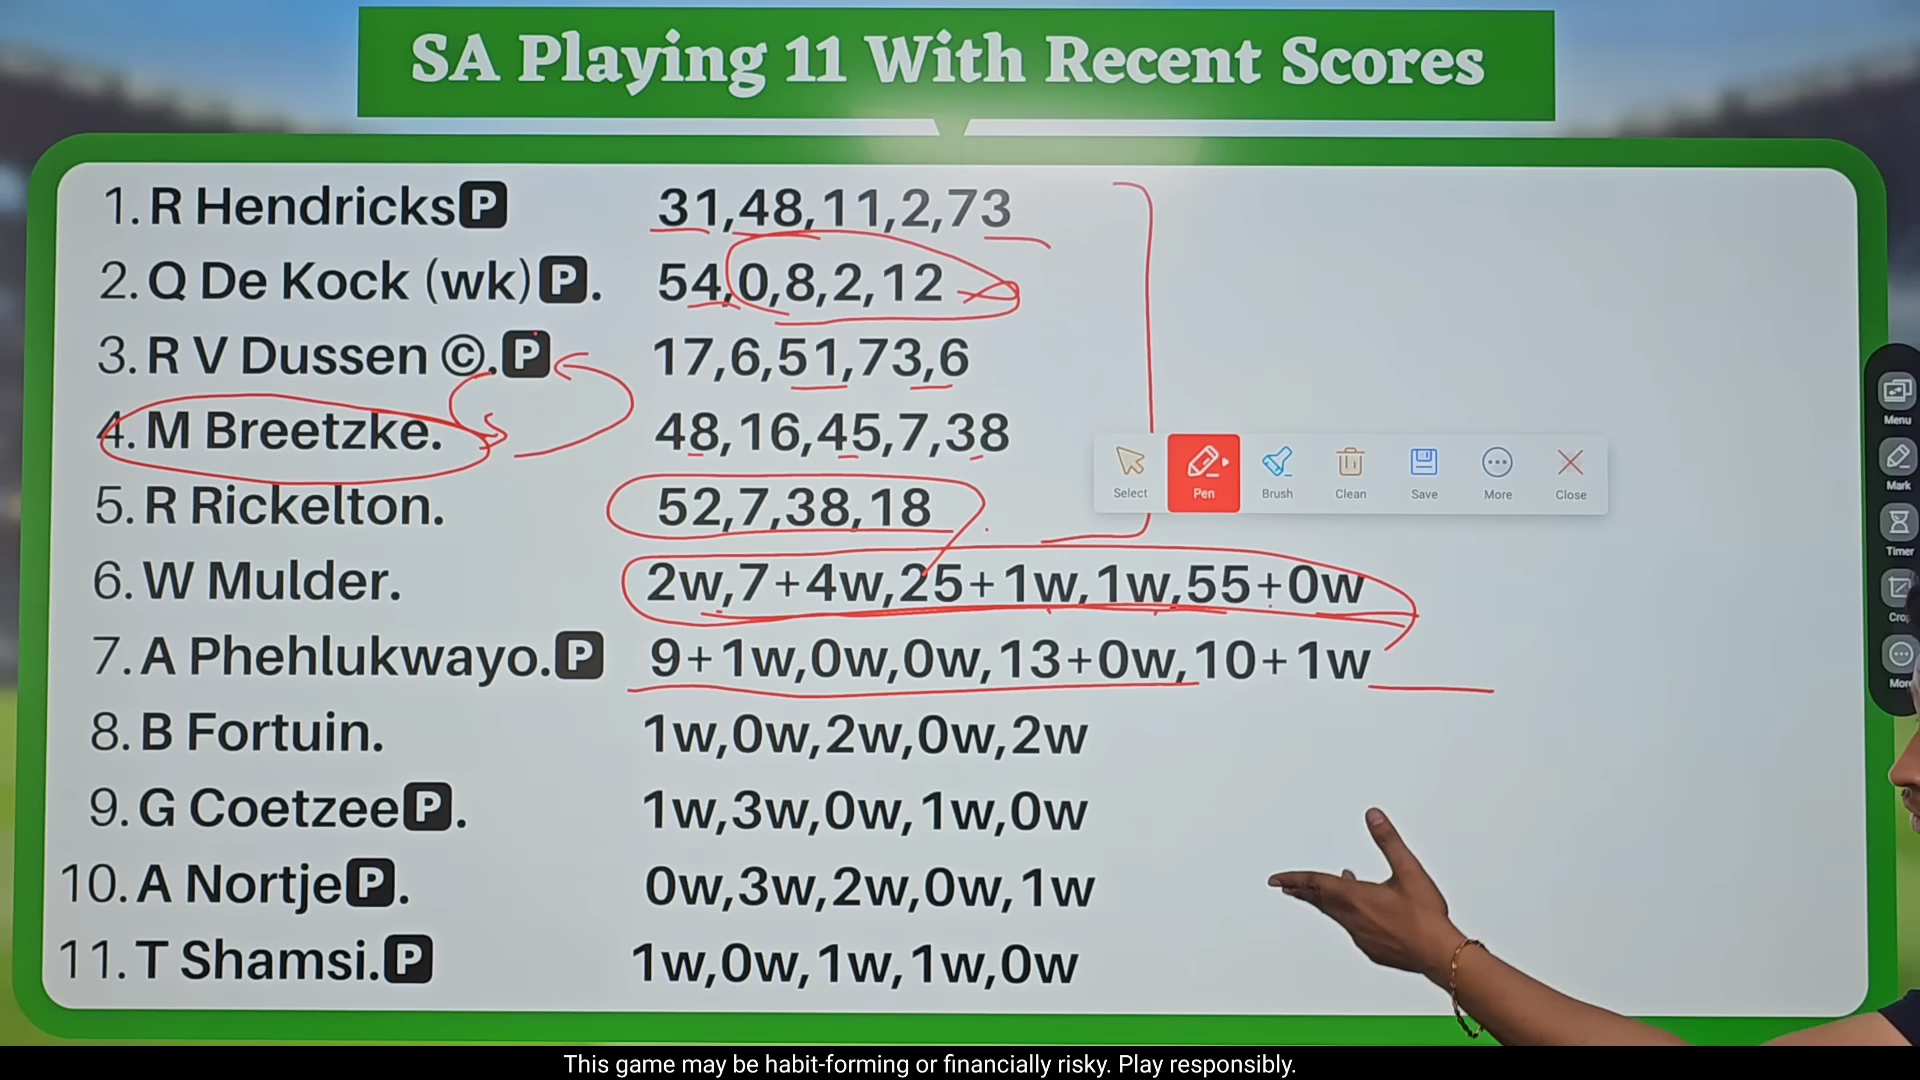 SA Playing 11 With Recent Scores
1. R Hendricks P 31,48,11,2,73
2. Q De Kock (wk) P. 54,0,8,2,12
3. R V Dussen ©. P 17,6,51,73,6
4. M Breetzke. 48,16,45,7,38
5. R Rickelton. 52,7,38,18
6. W Mulder. 2w,7+4w,25+1w,1w,55+0w
7. A Phehlukwayo. P 9+1w,0w,0w,13+0w,10+1w
8. B Fortuin. 1w,0w,2w,0w,2w
9. G Coetzee P. 1w,3w,0w,1w,0w
10. A Nortje P. 0w,3w,2w,0w,1w
11. T Shamsi. P 1w,0w,1w,1w,0w
Select Pen Brush Clean Save More Close
Menu
Mark
Timer
Crop
More
This game may be habit-forming or financially risky. Play responsibly.